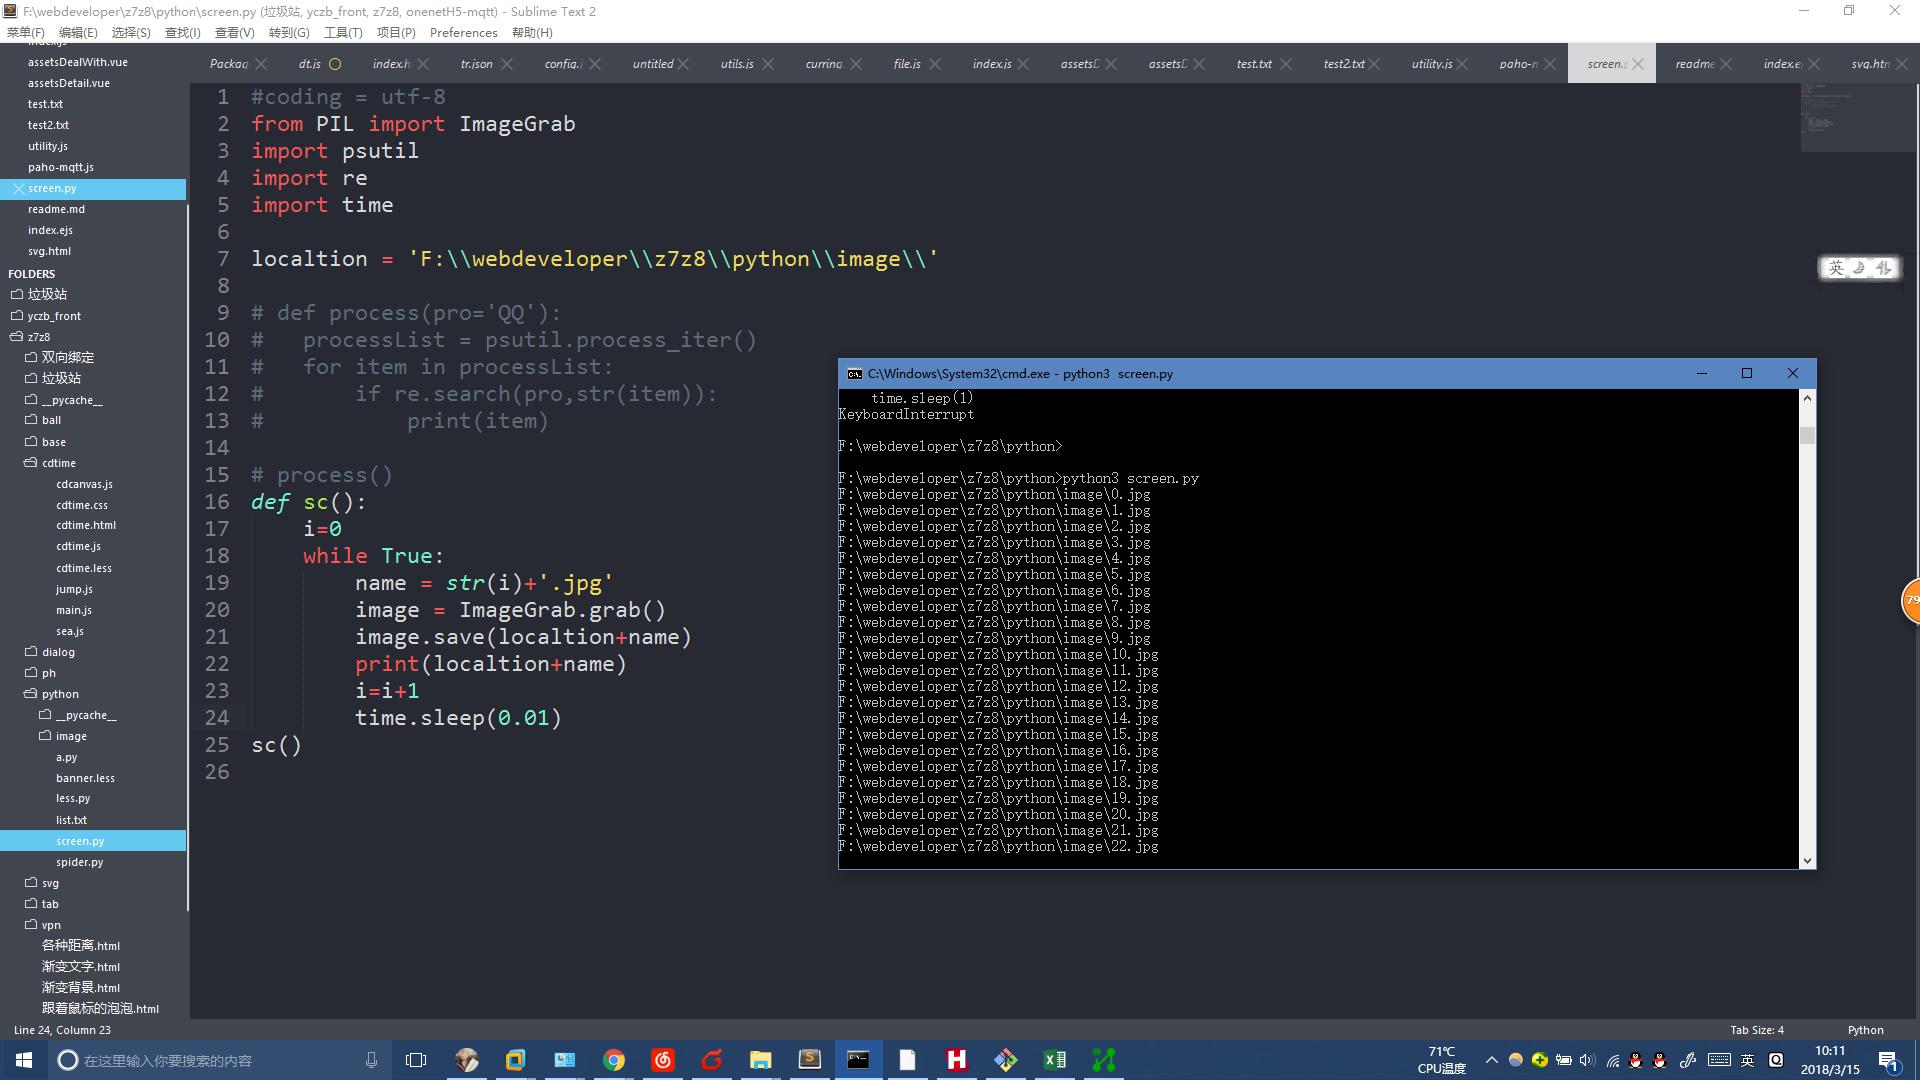 F:\webdeveloper\z7z8\python\screen.py (垃圾站, yczb_front, z7z8, onenetH5-mqtt) - Sublime Text 2
菜单(F) 编辑(E) 选择(S) 查找(I) 查看(V) 转到(G) 工具(T) 项目(P) Preferences 帮助(H)
assetsDealWith.vue
assetsDetail.vue
test.txt
test2.txt
utility.js
paho-mqtt.js
screen.py
readme.md
index.ejs
svg.html
FOLDERS
垃圾站
yczb_front
z7z8
双向绑定
垃圾站
__pycache__
ball
base
cdtime
cdcanvas.js
cdtime.css
cdtime.html
cdtime.js
cdtime.less
jump.js
main.js
sea.js
dialog
ph
python
__pycache__
image
a.py
banner.less
less.py
list.txt
screen.py
spider.py
svg
tab
vpn
各种距离.html
渐变文字.html
渐变背景.html
跟着鼠标的泡泡.html
Packag dt.js index.h tr.json config.j untitled utils.js curring. file.js index.js assetsD assetsD test.txt test2.txt utility.js paho-m screen.p readme index.e svg.htm
1 #coding = utf-8
2 from PIL import ImageGrab
3 import psutil
4 import re
5 import time
6
7 localtion = 'F:\\webdeveloper\\z7z8\\python\\image\\'
8
9 # def process(pro='QQ'):
10 #   processList = psutil.process_iter()
11 #   for item in processList:
12 #       if re.search(pro,str(item)):
13 #           print(item)
14
15 # process()
16 def sc():
17     i=0
18     while True:
19         name = str(i)+'.jpg'
20         image = ImageGrab.grab()
21         image.save(localtion+name)
22         print(localtion+name)
23         i=i+1
24         time.sleep(0.01)
25 sc()
26
C:\Windows\System32\cmd.exe - python3  screen.py
time.sleep(1)
KeyboardInterrupt
F:\webdeveloper\z7z8\python>
F:\webdeveloper\z7z8\python>python3 screen.py
F:\webdeveloper\z7z8\python\image\0.jpg
F:\webdeveloper\z7z8\python\image\1.jpg
F:\webdeveloper\z7z8\python\image\2.jpg
F:\webdeveloper\z7z8\python\image\3.jpg
F:\webdeveloper\z7z8\python\image\4.jpg
F:\webdeveloper\z7z8\python\image\5.jpg
F:\webdeveloper\z7z8\python\image\6.jpg
F:\webdeveloper\z7z8\python\image\7.jpg
F:\webdeveloper\z7z8\python\image\8.jpg
F:\webdeveloper\z7z8\python\image\9.jpg
F:\webdeveloper\z7z8\python\image\10.jpg
F:\webdeveloper\z7z8\python\image\11.jpg
F:\webdeveloper\z7z8\python\image\12.jpg
F:\webdeveloper\z7z8\python\image\13.jpg
F:\webdeveloper\z7z8\python\image\14.jpg
F:\webdeveloper\z7z8\python\image\15.jpg
F:\webdeveloper\z7z8\python\image\16.jpg
F:\webdeveloper\z7z8\python\image\17.jpg
F:\webdeveloper\z7z8\python\image\18.jpg
F:\webdeveloper\z7z8\python\image\19.jpg
F:\webdeveloper\z7z8\python\image\20.jpg
F:\webdeveloper\z7z8\python\image\21.jpg
F:\webdeveloper\z7z8\python\image\22.jpg
英
79
Line 24, Column 23
Tab Size: 4
Python
在这里输入你要搜索的内容
71℃
CPU温度
英
10:11
2018/3/15
1